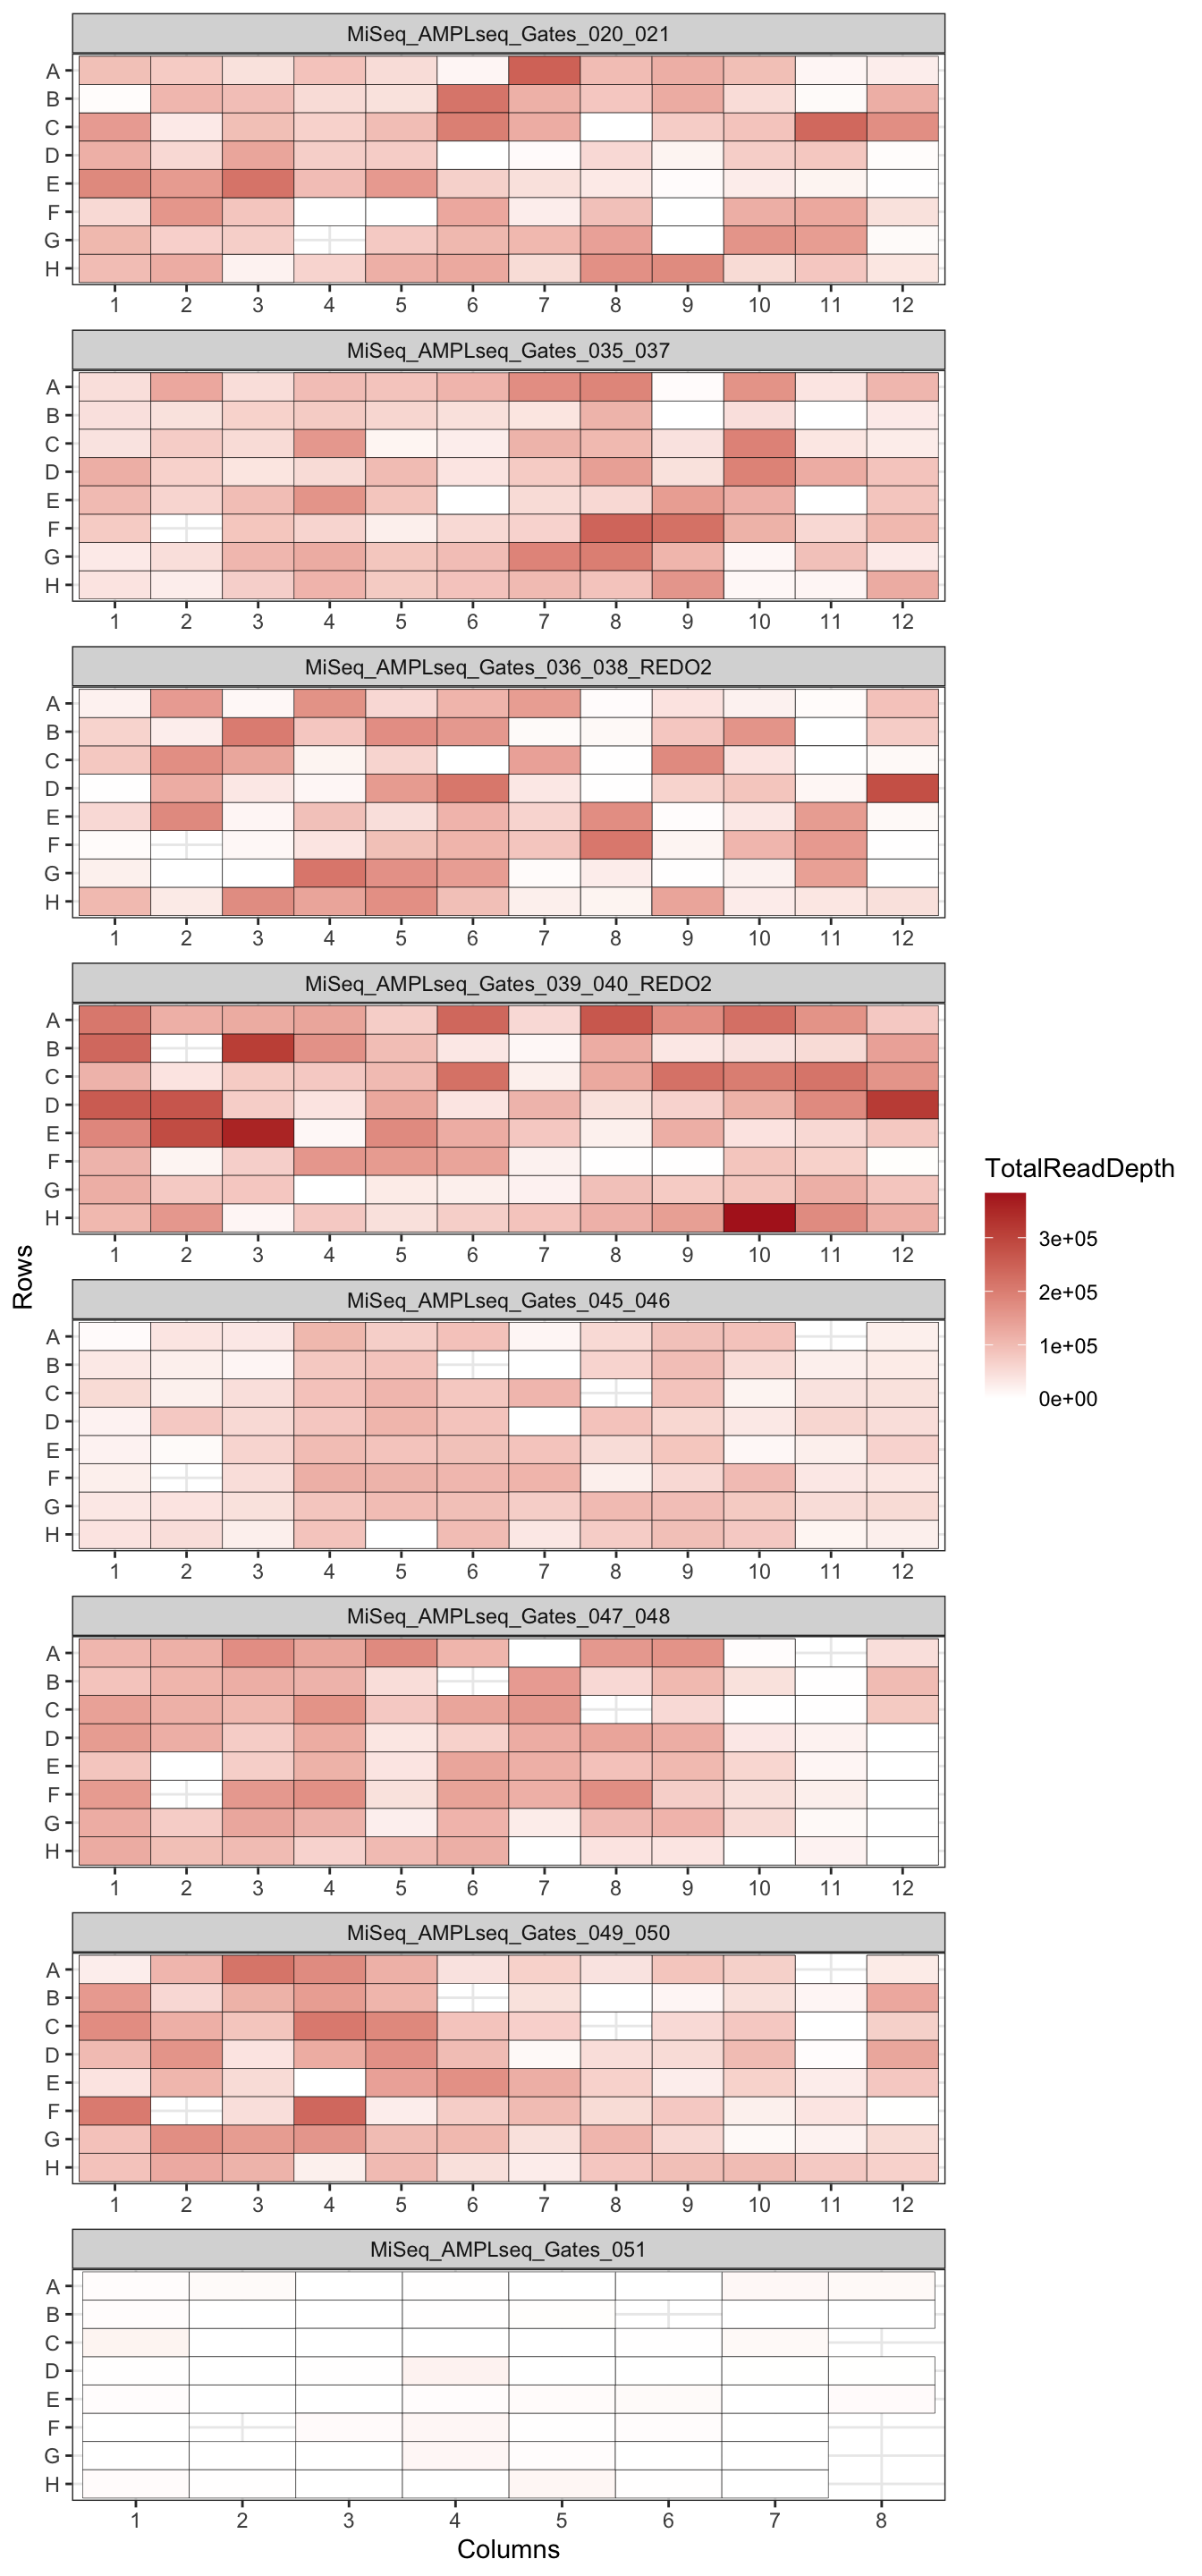 MiSeq_AMPLseq_Gates_020_021
A
B
C
D
E
F
G
H
1 2 3 4 5 6 7 8 9 10 11 12
MiSeq_AMPLseq_Gates_035_037
A
B
C
D
E
F
G
H
1 2 3 4 5 6 7 8 9 10 11 12
MiSeq_AMPLseq_Gates_036_038_REDO2
A
B
C
D
E
F
G
H
1 2 3 4 5 6 7 8 9 10 11 12
MiSeq_AMPLseq_Gates_039_040_REDO2
A
B
C
D
E
F
G
H
1 2 3 4 5 6 7 8 9 10 11 12
Rows
MiSeq_AMPLseq_Gates_045_046
A
B
C
D
E
F
G
H
1 2 3 4 5 6 7 8 9 10 11 12
MiSeq_AMPLseq_Gates_047_048
A
B
C
D
E
F
G
H
1 2 3 4 5 6 7 8 9 10 11 12
MiSeq_AMPLseq_Gates_049_050
A
B
C
D
E
F
G
H
1 2 3 4 5 6 7 8 9 10 11 12
MiSeq_AMPLseq_Gates_051
A
B
C
D
E
F
G
H
1 2 3 4 5 6 7 8
Columns
TotalReadDepth
3e+05
2e+05
1e+05
0e+00